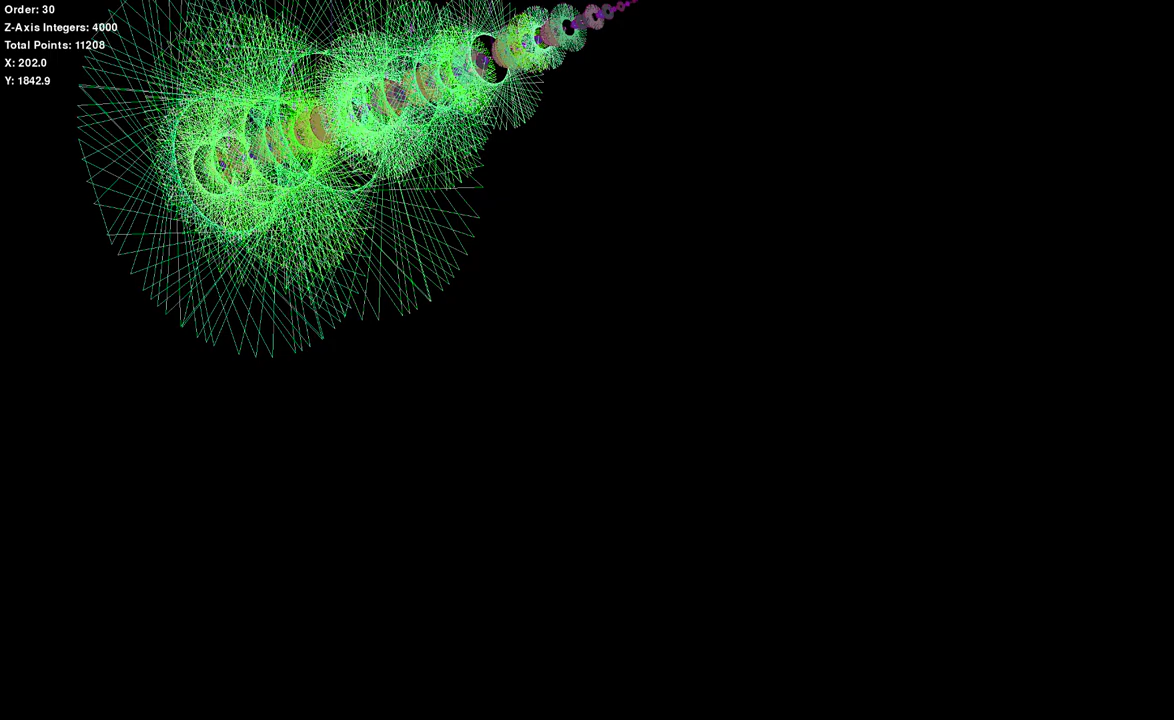 Order: 30
Z-Axis Integers: 4000
Total Points: 11208
X: 202.0
Y: 1842.9